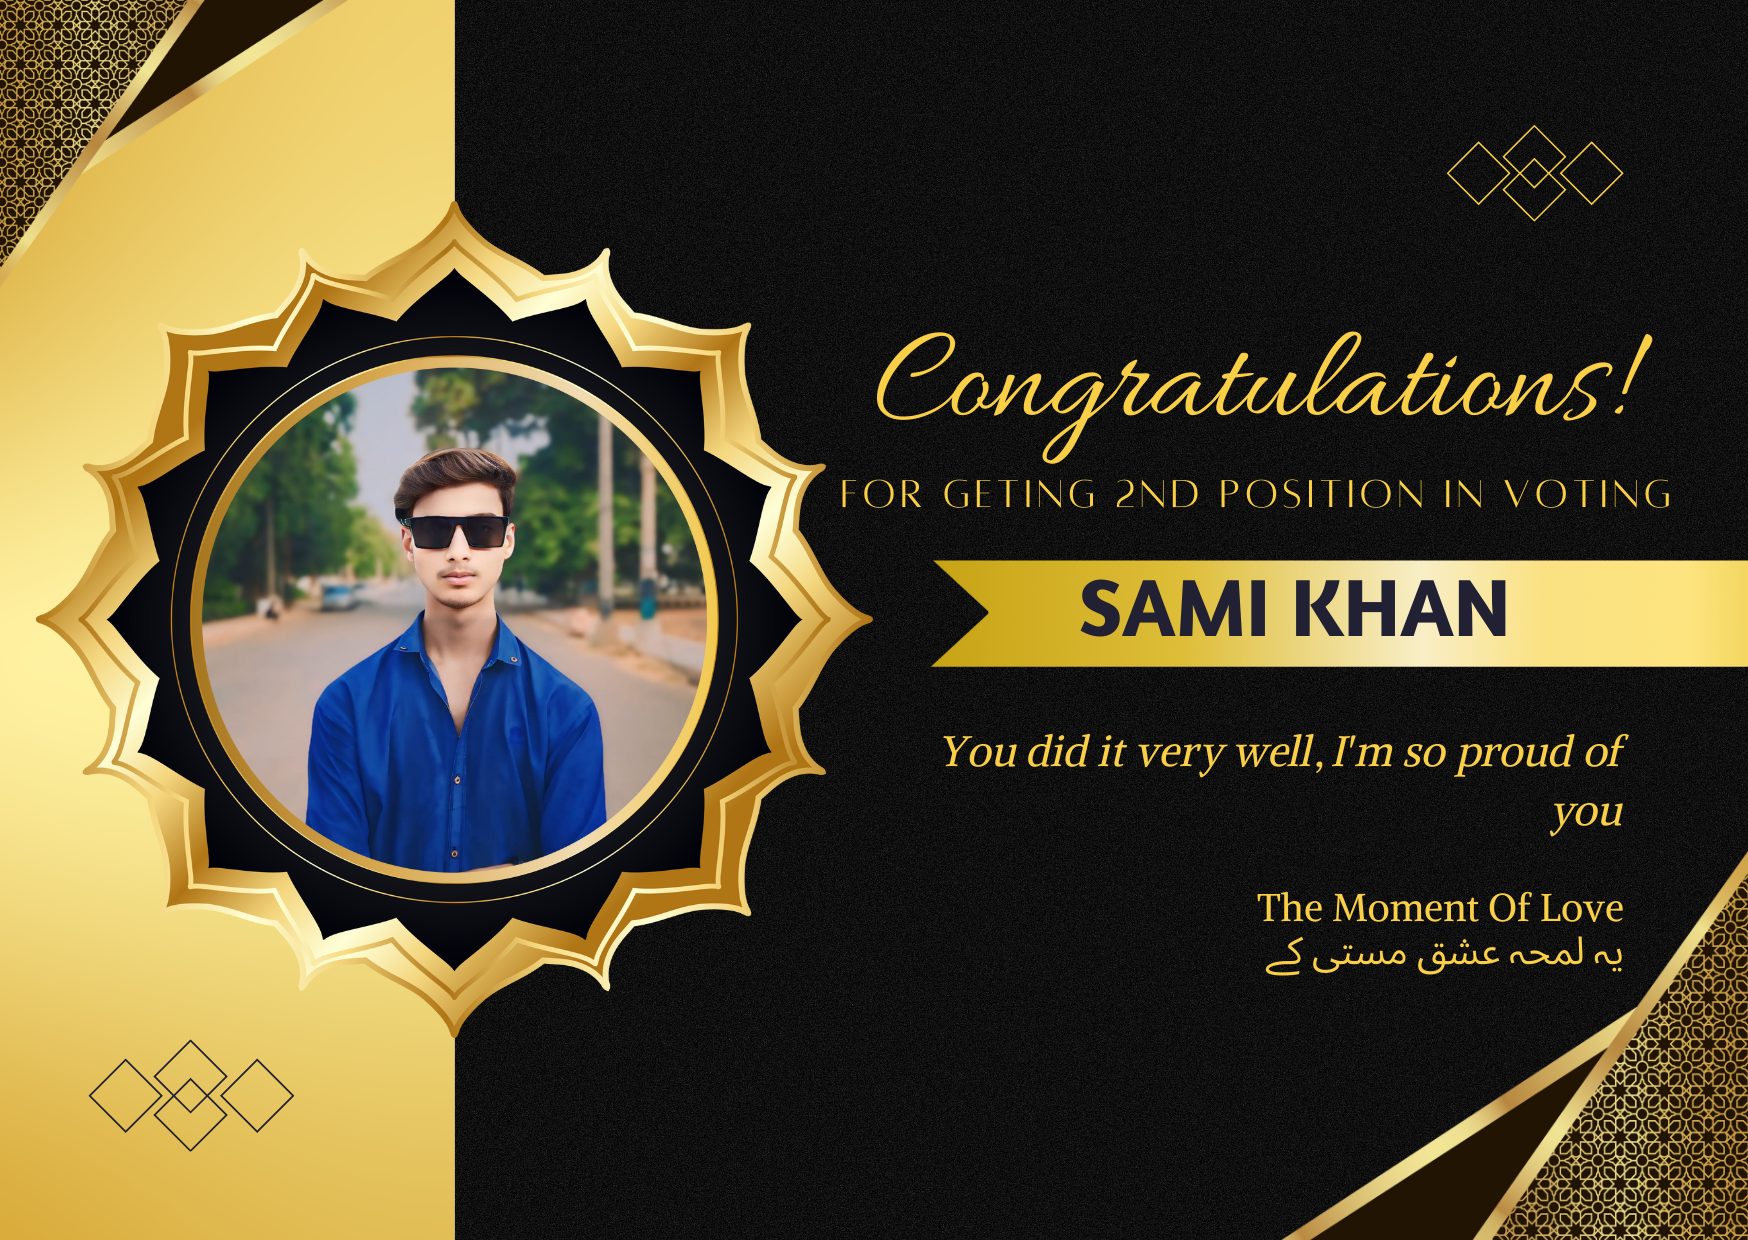 Congratulations!
FOR GETING 2ND POSITION IN VOTING
SAMI KHAN
You did it very well, I'm so proud of
you
The Moment Of Love
یہ لمحہ عشق مستی کے